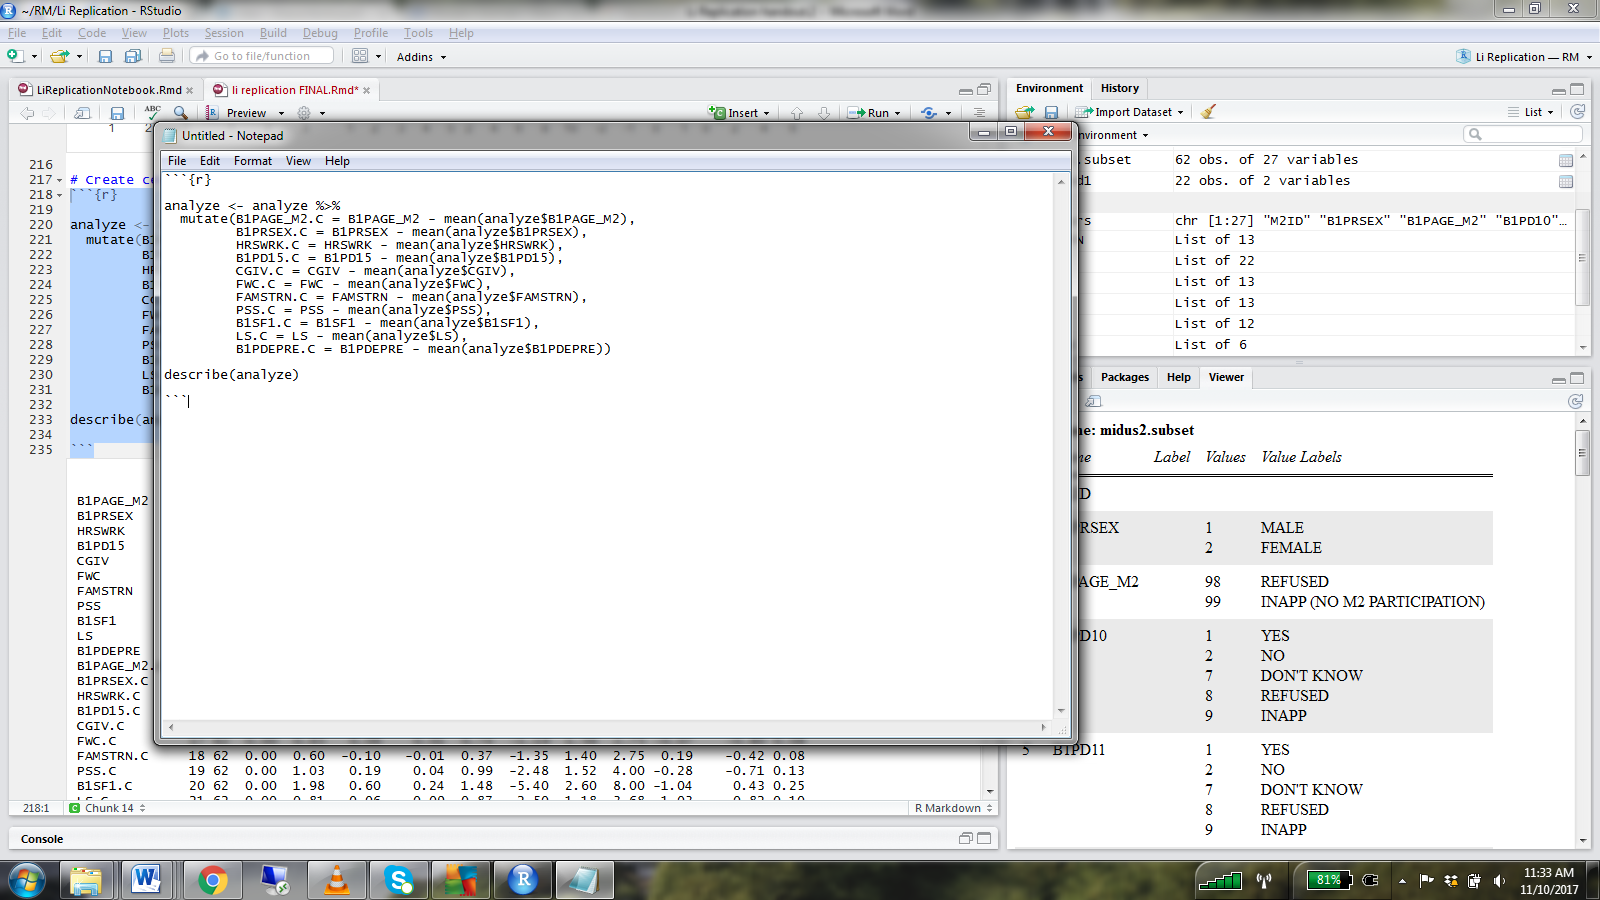 ~/RM/Li Replication - RStudio
File Edit Code View Plots Session Build Debug Profile Tools Help
Go to file/function Addins Li Replication — RM
LiReplicationNotebook.Rmd li replication FINAL.Rmd*
ABC Preview Insert Run
1
216
217 # Create ce
218 ```{r}
219
220 analyze <-
221 mutate(B1
222
223
224
225
226
227
228
229
230
231
232
233 describe(an
234
235 ```
B1PAGE_M2
B1PRSEX
HRSWRK
B1PD15
CGIV
FWC
FAMSTRN
PSS
B1SF1
LS
B1PDEPRE
B1PAGE_M2.
B1PRSEX.C
HRSWRK.C
B1PD15.C
CGIV.C
FWC.C
FAMSTRN.C 18 62 0.00 0.60 -0.10 -0.01 0.37 -1.35 1.40 2.75 0.19 -0.42 0.08
PSS.C 19 62 0.00 1.03 0.19 0.04 0.99 -2.48 1.52 4.00 -0.28 -0.71 0.13
B1SF1.C 20 62 0.00 1.98 0.60 0.24 1.48 -5.40 2.60 8.00 -1.04 0.43 0.25
218:1 Chunk 14 R Markdown
Console
Untitled - Notepad
File Edit Format View Help
```{r}
analyze <- analyze %>%
mutate(B1PAGE_M2.C = B1PAGE_M2 - mean(analyze$B1PAGE_M2),
B1PRSEX.C = B1PRSEX - mean(analyze$B1PRSEX),
HRSWRK.C = HRSWRK - mean(analyze$HRSWRK),
B1PD15.C = B1PD15 - mean(analyze$B1PD15),
CGIV.C = CGIV - mean(analyze$CGIV),
FWC.C = FWC - mean(analyze$FWC),
FAMSTRN.C = FAMSTRN - mean(analyze$FAMSTRN),
PSS.C = PSS - mean(analyze$PSS),
B1SF1.C = B1SF1 - mean(analyze$B1SF1),
LS.C = LS - mean(analyze$LS),
B1PDEPRE.C = B1PDEPRE - mean(analyze$B1PDEPRE))
describe(analyze)
```
Environment History
Import Dataset List
nvironment
.subset 62 obs. of 27 variables
d1 22 obs. of 2 variables
rs chr [1:27] "M2ID" "B1PRSEX" "B1PAGE_M2" "B1PD10"…
N List of 13
List of 22
List of 13
List of 13
List of 12
List of 6
s Packages Help Viewer
ne: midus2.subset
ne Label Values Value Labels
D
RSEX 1 MALE
2 FEMALE
AGE_M2 98 REFUSED
99 INAPP (NO M2 PARTICIPATION)
D10 1 YES
2 NO
7 DON'T KNOW
8 REFUSED
9 INAPP
5 B1PD11 1 YES
2 NO
7 DON'T KNOW
8 REFUSED
9 INAPP
81%
11:33 AM
11/10/2017